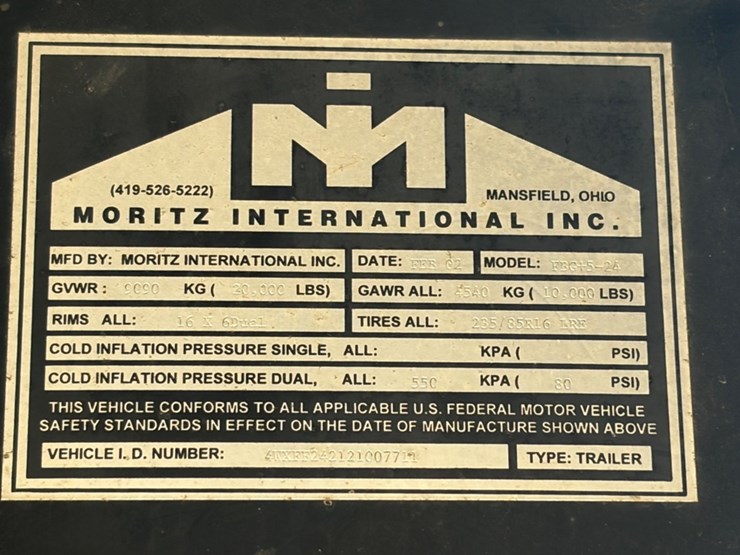 (419-526-5222)
MANSFIELD, OHIO
MORITZ INTERNATIONAL INC.
MFD BY: MORITZ INTERNATIONAL INC. DATE: FEB 02 MODEL:
GVWR : 9090 KG ( 20,000 LBS) GAWR ALL: 4540 KG ( 10,000 LBS)
RIMS ALL: 16 X 6Dual TIRES ALL: 235/85R16 LRE
COLD INFLATION PRESSURE SINGLE, ALL: KPA ( PSI)
COLD INFLATION PRESSURE DUAL, ALL: 550 KPA ( 80 PSI)
THIS VEHICLE CONFORMS TO ALL APPLICABLE U.S. FEDERAL MOTOR VEHICLE
SAFETY STANDARDS IN EFFECT ON THE DATE OF MANUFACTURE SHOWN ABOVE
VEHICLE I. D. NUMBER: TYPE: TRAILER